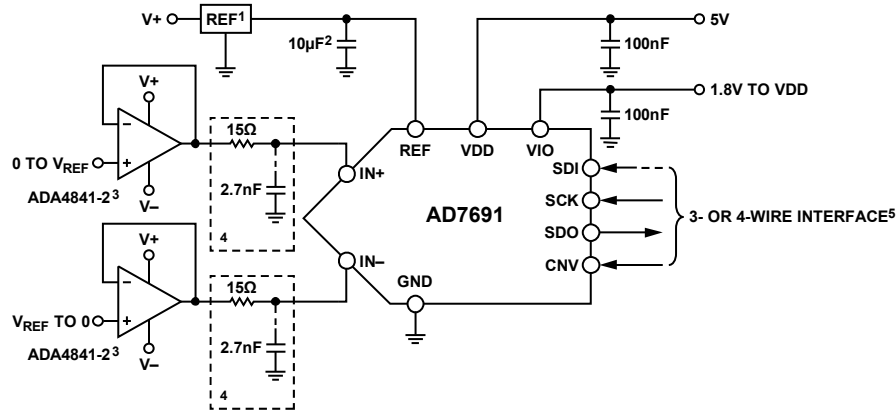 V+
REF1
10µF2
100nF
5V
100nF
1.8V TO VDD
V+
−
+
0 TO VREF
ADA4841-23
V–
15Ω
2.7nF
4
REF
VDD
VIO
IN+
AD7691
IN–
GND
SDI
SCK
SDO
CNV
3- OR 4-WIRE INTERFACE5
V+
−
+
VREF TO 0
ADA4841-23
V–
15Ω
2.7nF
4